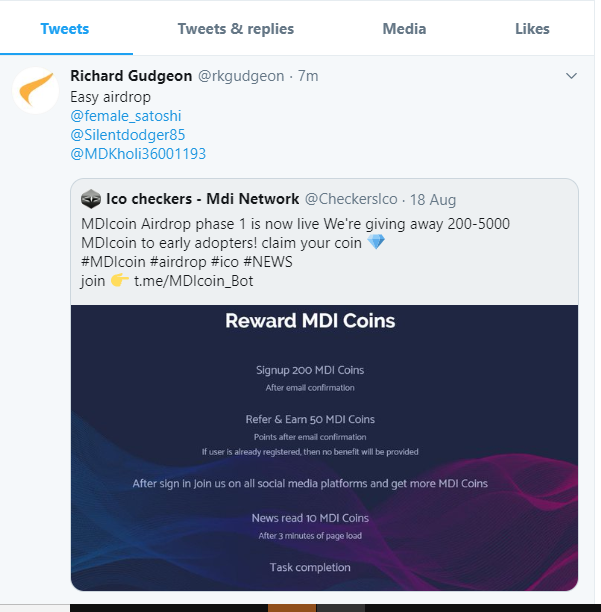 Tweets Tweets & replies Media Likes
Richard Gudgeon @rkgudgeon · 7m
Easy airdrop
@female_satoshi
@Silentdodger85
@MDKholi36001193
Ico checkers - Mdi Network @CheckersIco · 18 Aug
MDIcoin Airdrop phase 1 is now live We're giving away 200-5000
MDIcoin to early adopters! claim your coin 💎
#MDIcoin #airdrop #ico #NEWS
join 👉 t.me/MDIcoin_Bot
Reward MDI Coins
Signup 200 MDI Coins
After email confirmation
Refer & Earn 50 MDI Coins
Points after email confirmation
If user is already registered, then no benefit will be provided
After sign in Join us on all social media platforms and get more MDI Coins
News read 10 MDI Coins
After 3 minutes of page load
Task completion